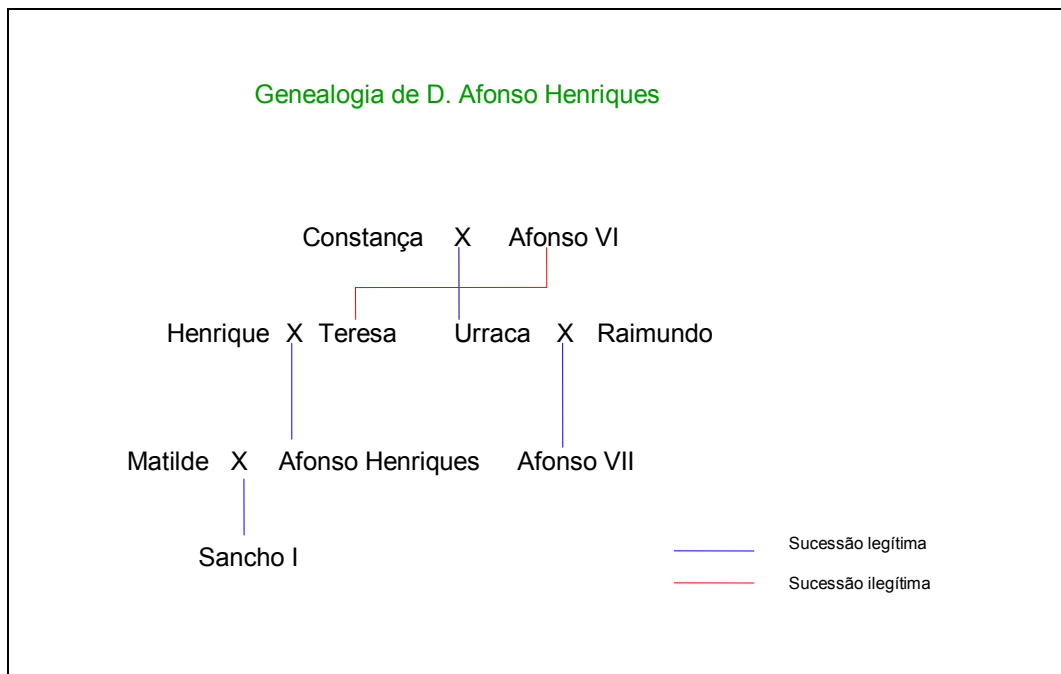 Genealogia de D. Afonso Henriques
Constança X Afonso VI
Henrique X Teresa Urraca X Raimundo
Matilde X Afonso Henriques Afonso VII
Sancho I
Sucessão legítima
Sucessão ilegítima